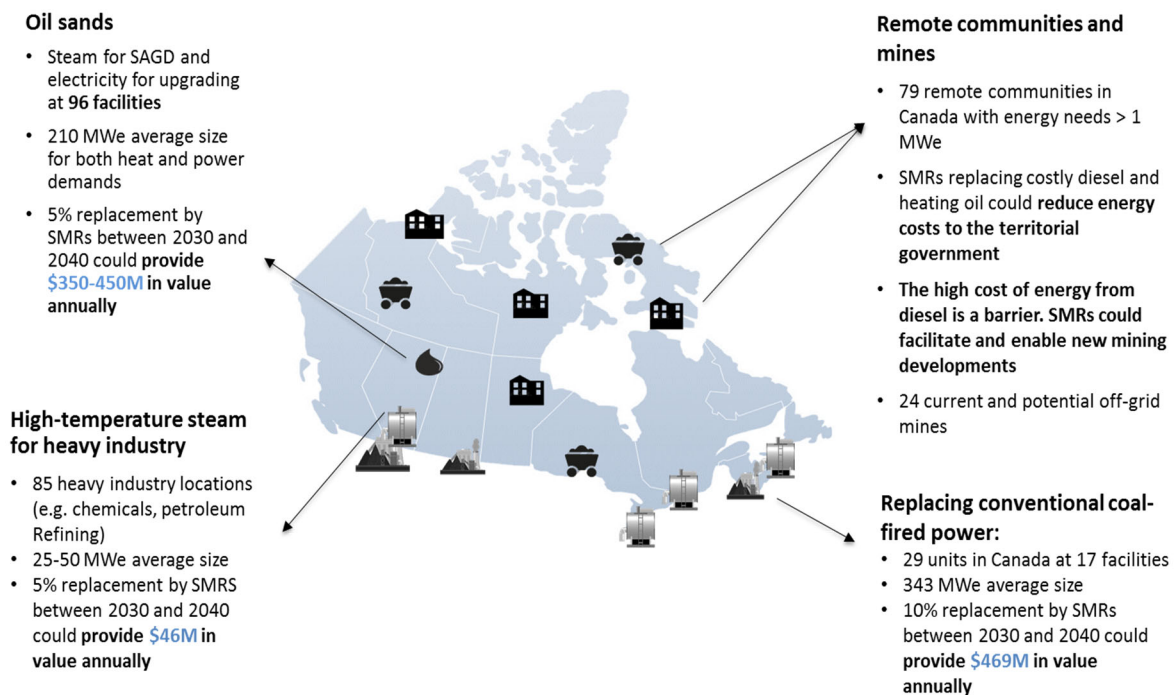 Oil sands
• Steam for SAGD and
electricity for upgrading
at 96 facilities
• 210 MWe average size
for both heat and power
demands
• 5% replacement by
SMRs between 2030 and
2040 could provide
$350-450M in value
annually
High-temperature steam
for heavy industry
• 85 heavy industry locations
(e.g. chemicals, petroleum
Refining)
• 25-50 MWe average size
• 5% replacement by SMRS
between 2030 and 2040
could provide $46M in
value annually
Remote communities and
mines
• 79 remote communities in
Canada with energy needs > 1
MWe
• SMRs replacing costly diesel and
heating oil could reduce energy
costs to the territorial
government
• The high cost of energy from
diesel is a barrier. SMRs could
facilitate and enable new mining
developments
• 24 current and potential off-grid
mines
Replacing conventional coal-
fired power:
• 29 units in Canada at 17 facilities
• 343 MWe average size
• 10% replacement by SMRs
between 2030 and 2040 could
provide $469M in value
annually